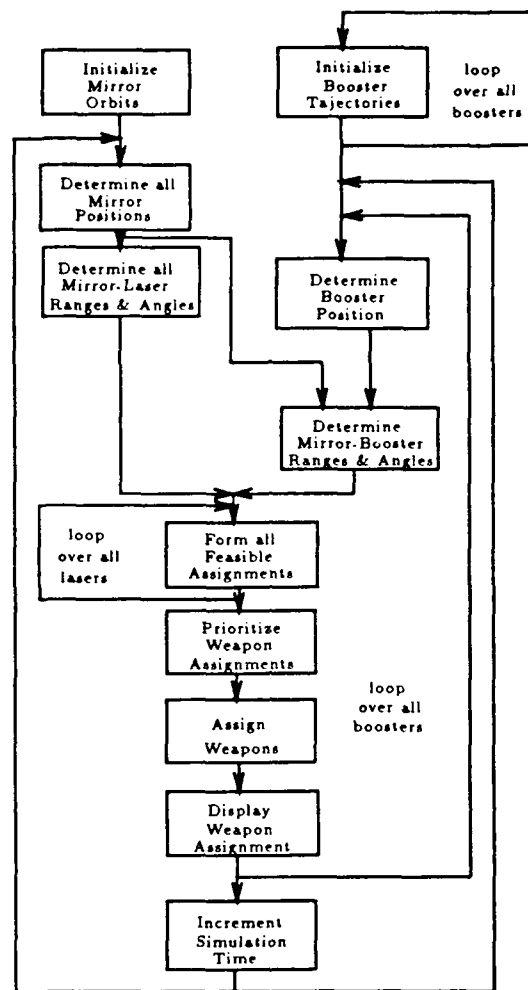 Initialize
Mirror
Orbits
Initialize
Booster
Tajectories
loop
over all
boosters
Determine all
Mirror
Positions
Determine all
Mirror-Laser
Ranges & Angles
Determine
Booster
Position
Determine
Mirror-Booster
Ranges & Angles
loop
over all
lasers
Form all
Feasible
Assignments
Prioritize
Weapon
Assignments
loop
over all
boosters
Assign
Weapons
Display
Weapon
Assignment
Increment
Simulation
Time